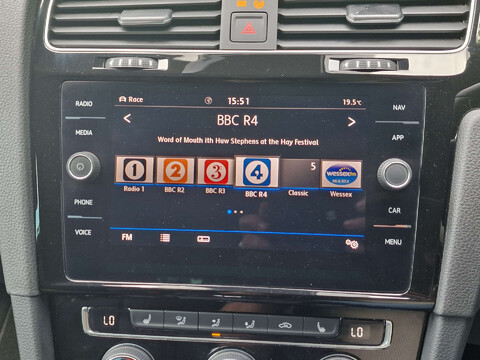 RADIO
MEDIA
PHONE
VOICE
Race 15:51 19.5°C
BBC R4
Word of Mouth ith Huw Stephens at the Hay Festival
1 2 3 4 5 wessex fm
Radio 1 BBC R2 BBC R3 BBC R4 Classic Wessex
FM
NAV
APP
CAR
MENU
LO LO